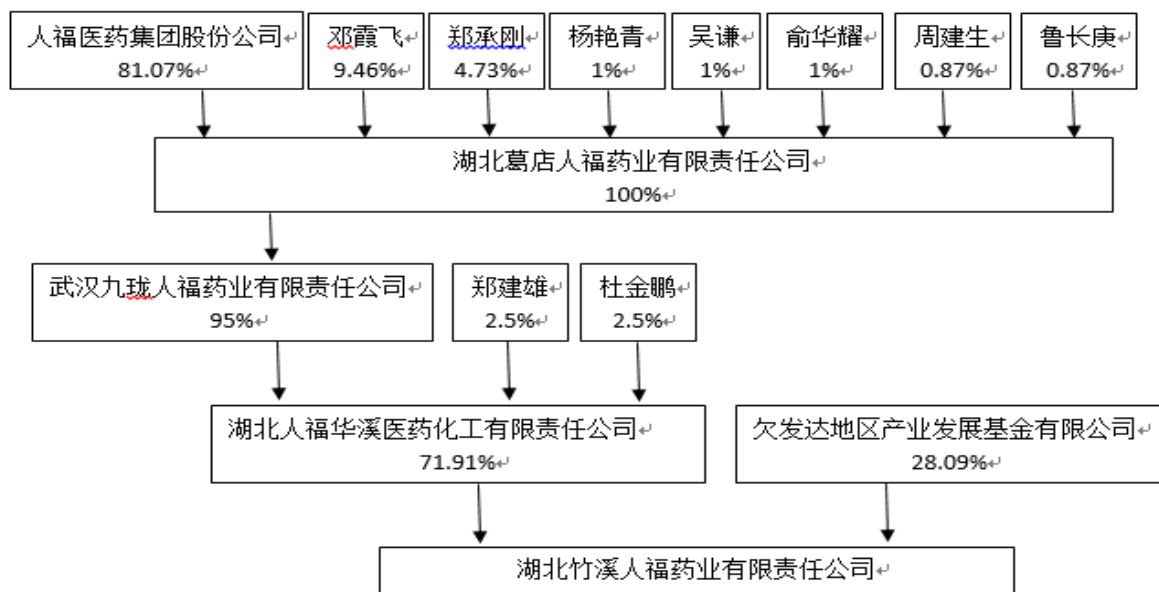 人福医药集团股份公司
81.07%
邓霞飞
9.46%
郑承刚
4.73%
杨艳青
1%
吴谦
1%
俞华耀
1%
周建生
0.87%
鲁长庚
0.87%
湖北葛店人福药业有限责任公司
100%
武汉九珑人福药业有限责任公司
95%
郑建雄
2.5%
杜金鹏
2.5%
湖北人福华溪医药化工有限责任公司
71.91%
欠发达地区产业发展基金有限公司
28.09%
湖北竹溪人福药业有限责任公司